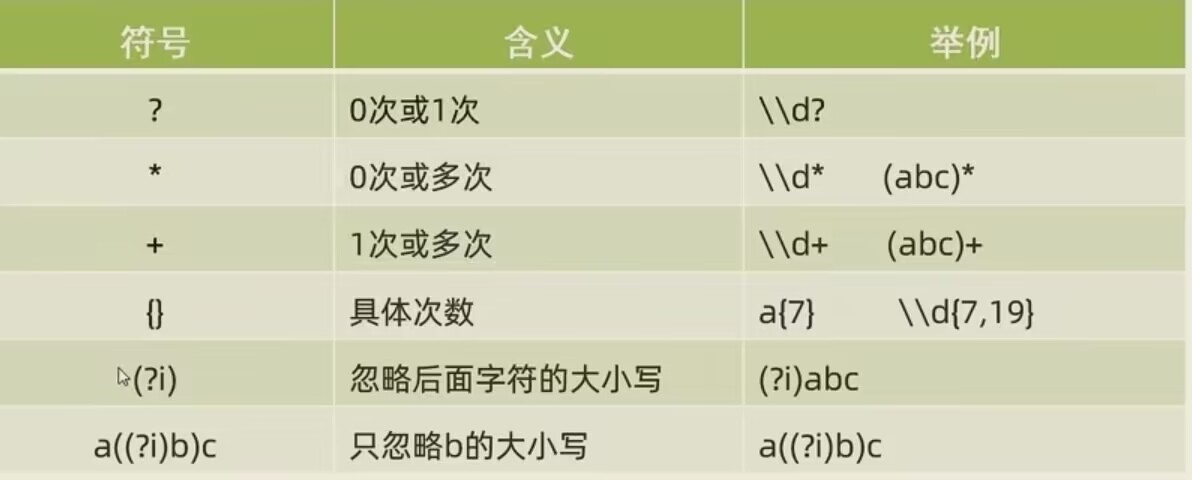 符号 含义 举例
? 0次或1次 \\d?
* 0次或多次 \\d* (abc)*
+ 1次或多次 \\d+ (abc)+
{} 具体次数 a{7} \\d{7,19}
(?i) 忽略后面字符的大小写 (?i)abc
a((?i)b)c 只忽略b的大小写 a((?i)b)c